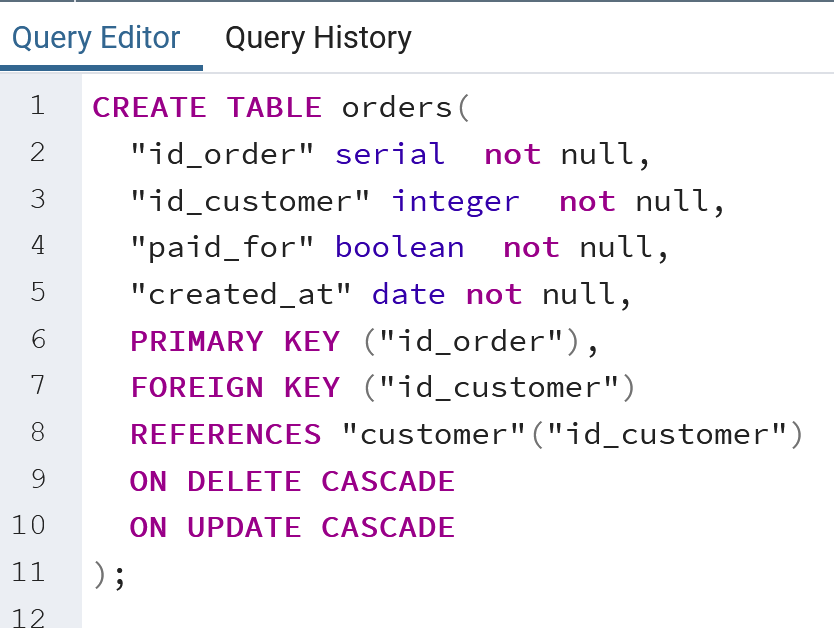 Query Editor Query History
1 CREATE TABLE orders(
2 "id_order" serial  not null,
3 "id_customer" integer  not null,
4 "paid_for" boolean  not null,
5 "created_at" date not null,
6 PRIMARY KEY ("id_order"),
7 FOREIGN KEY ("id_customer")
8 REFERENCES "customer"("id_customer")
9 ON DELETE CASCADE
10 ON UPDATE CASCADE
11 );
12